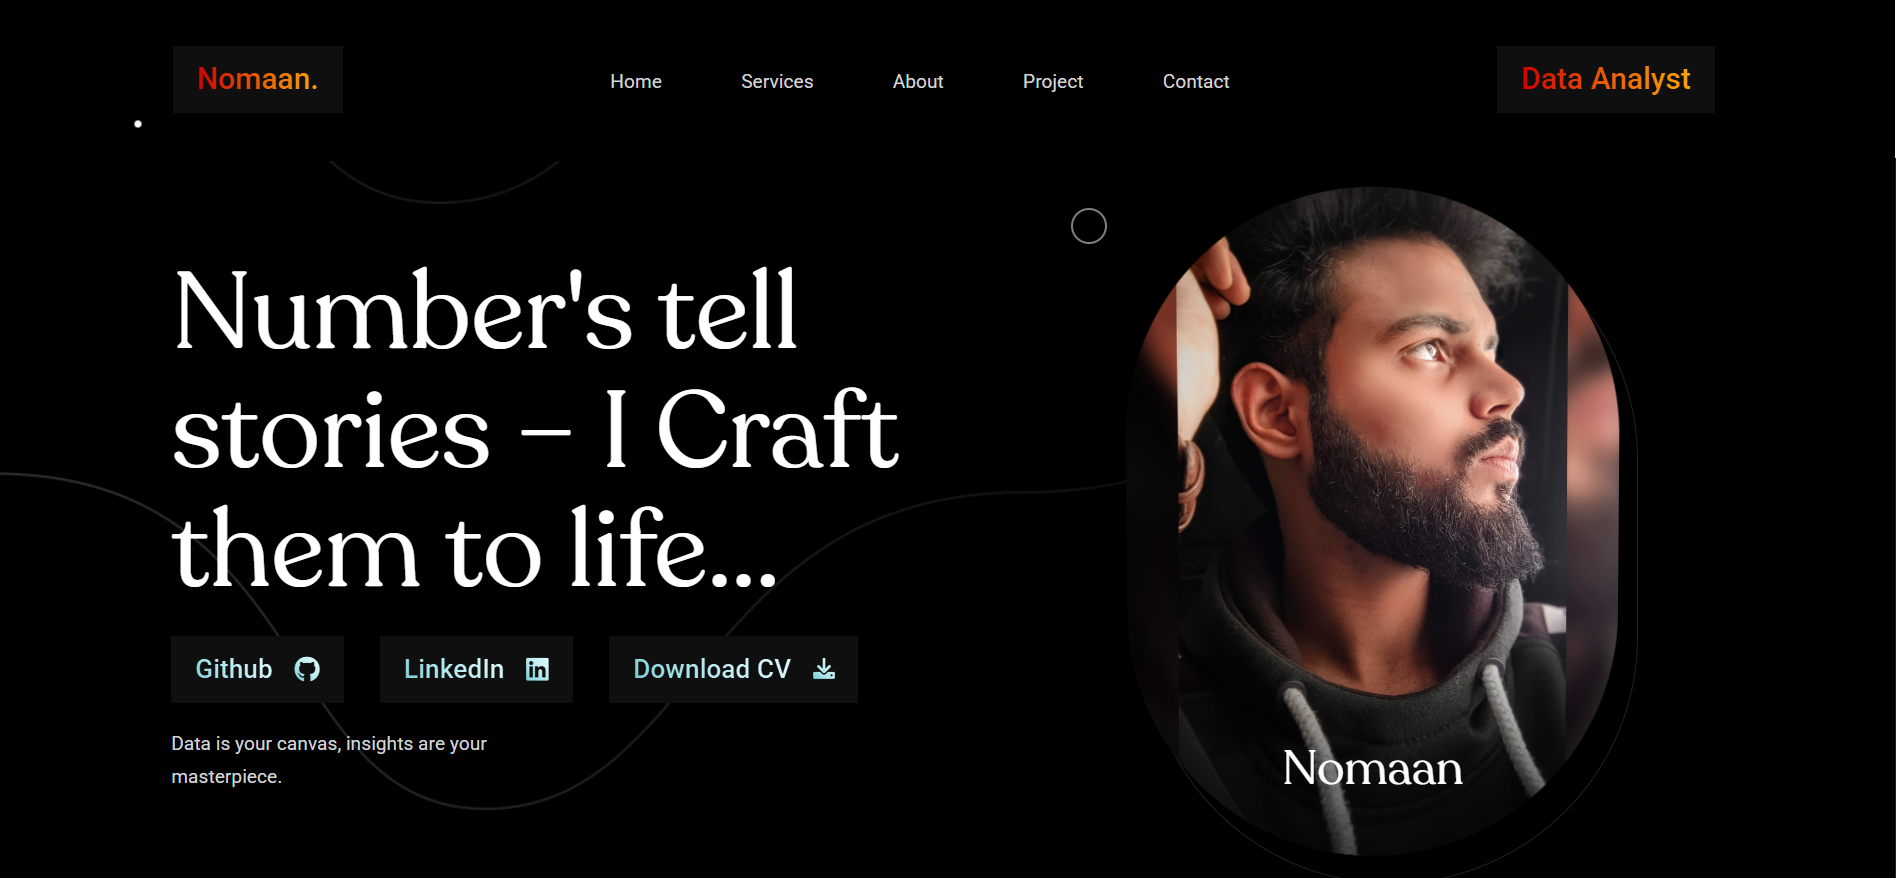 Nomaan.
Home
Services
About
Project
Contact
Data Analyst
Number's tell
stories – I Craft
them to life...
Github
LinkedIn
Download CV
Data is your canvas, insights are your
masterpiece.
Nomaan